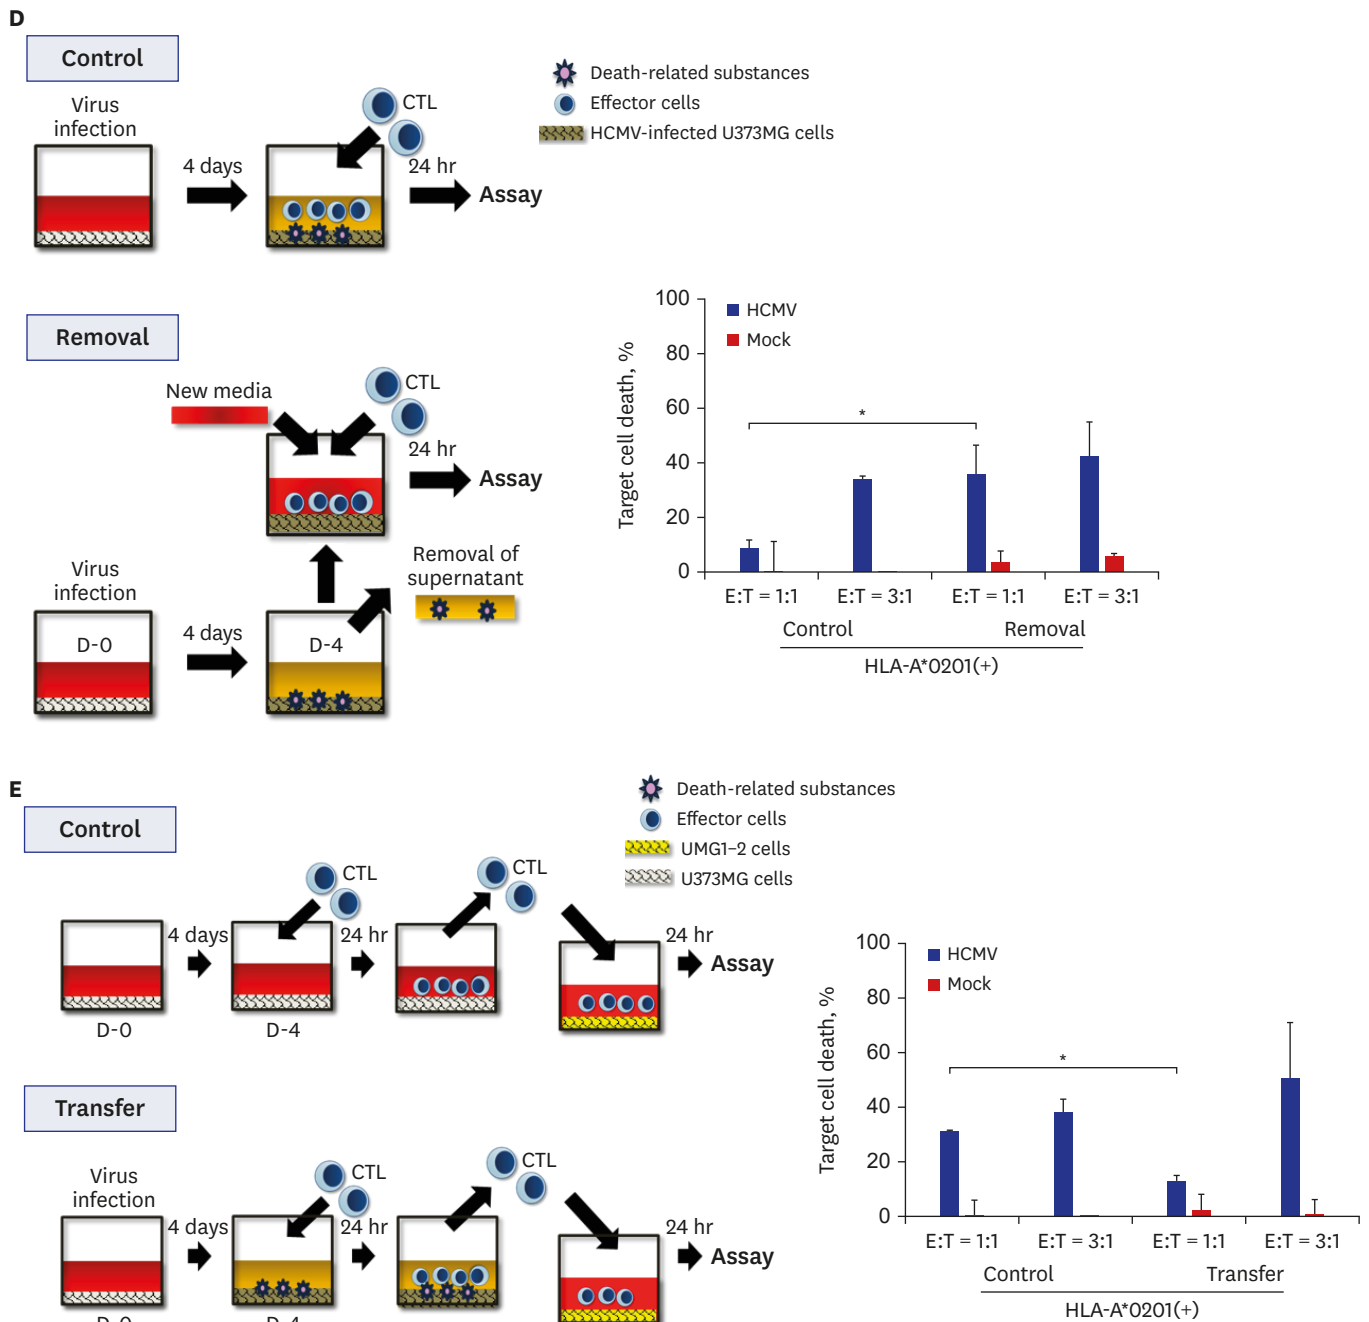 D
Control
Virus
infection
4 days
CTL
24 hr
Assay
Death-related substances
Effector cells
HCMV-infected U373MG cells
Removal
New media
CTL
24 hr
Assay
Removal of
supernatant
Virus
infection
D-0
4 days
D-4
Target cell death, %
100
80
60
40
20
0
HCMV
Mock
*
E:T = 1:1
E:T = 3:1
E:T = 1:1
E:T = 3:1
Control
Removal
HLA-A*0201(+)
E
Control
Death-related substances
Effector cells
UMG1-2 cells
U373MG cells
4 days
CTL
24 hr
CTL
24 hr
Assay
D-0
D-4
Transfer
Virus
infection
4 days
CTL
24 hr
CTL
24 hr
Assay
D-0
D-4
Target cell death, %
100
80
60
40
20
0
HCMV
Mock
*
E:T = 1:1
E:T = 3:1
E:T = 1:1
E:T = 3:1
Control
Transfer
HLA-A*0201(+)